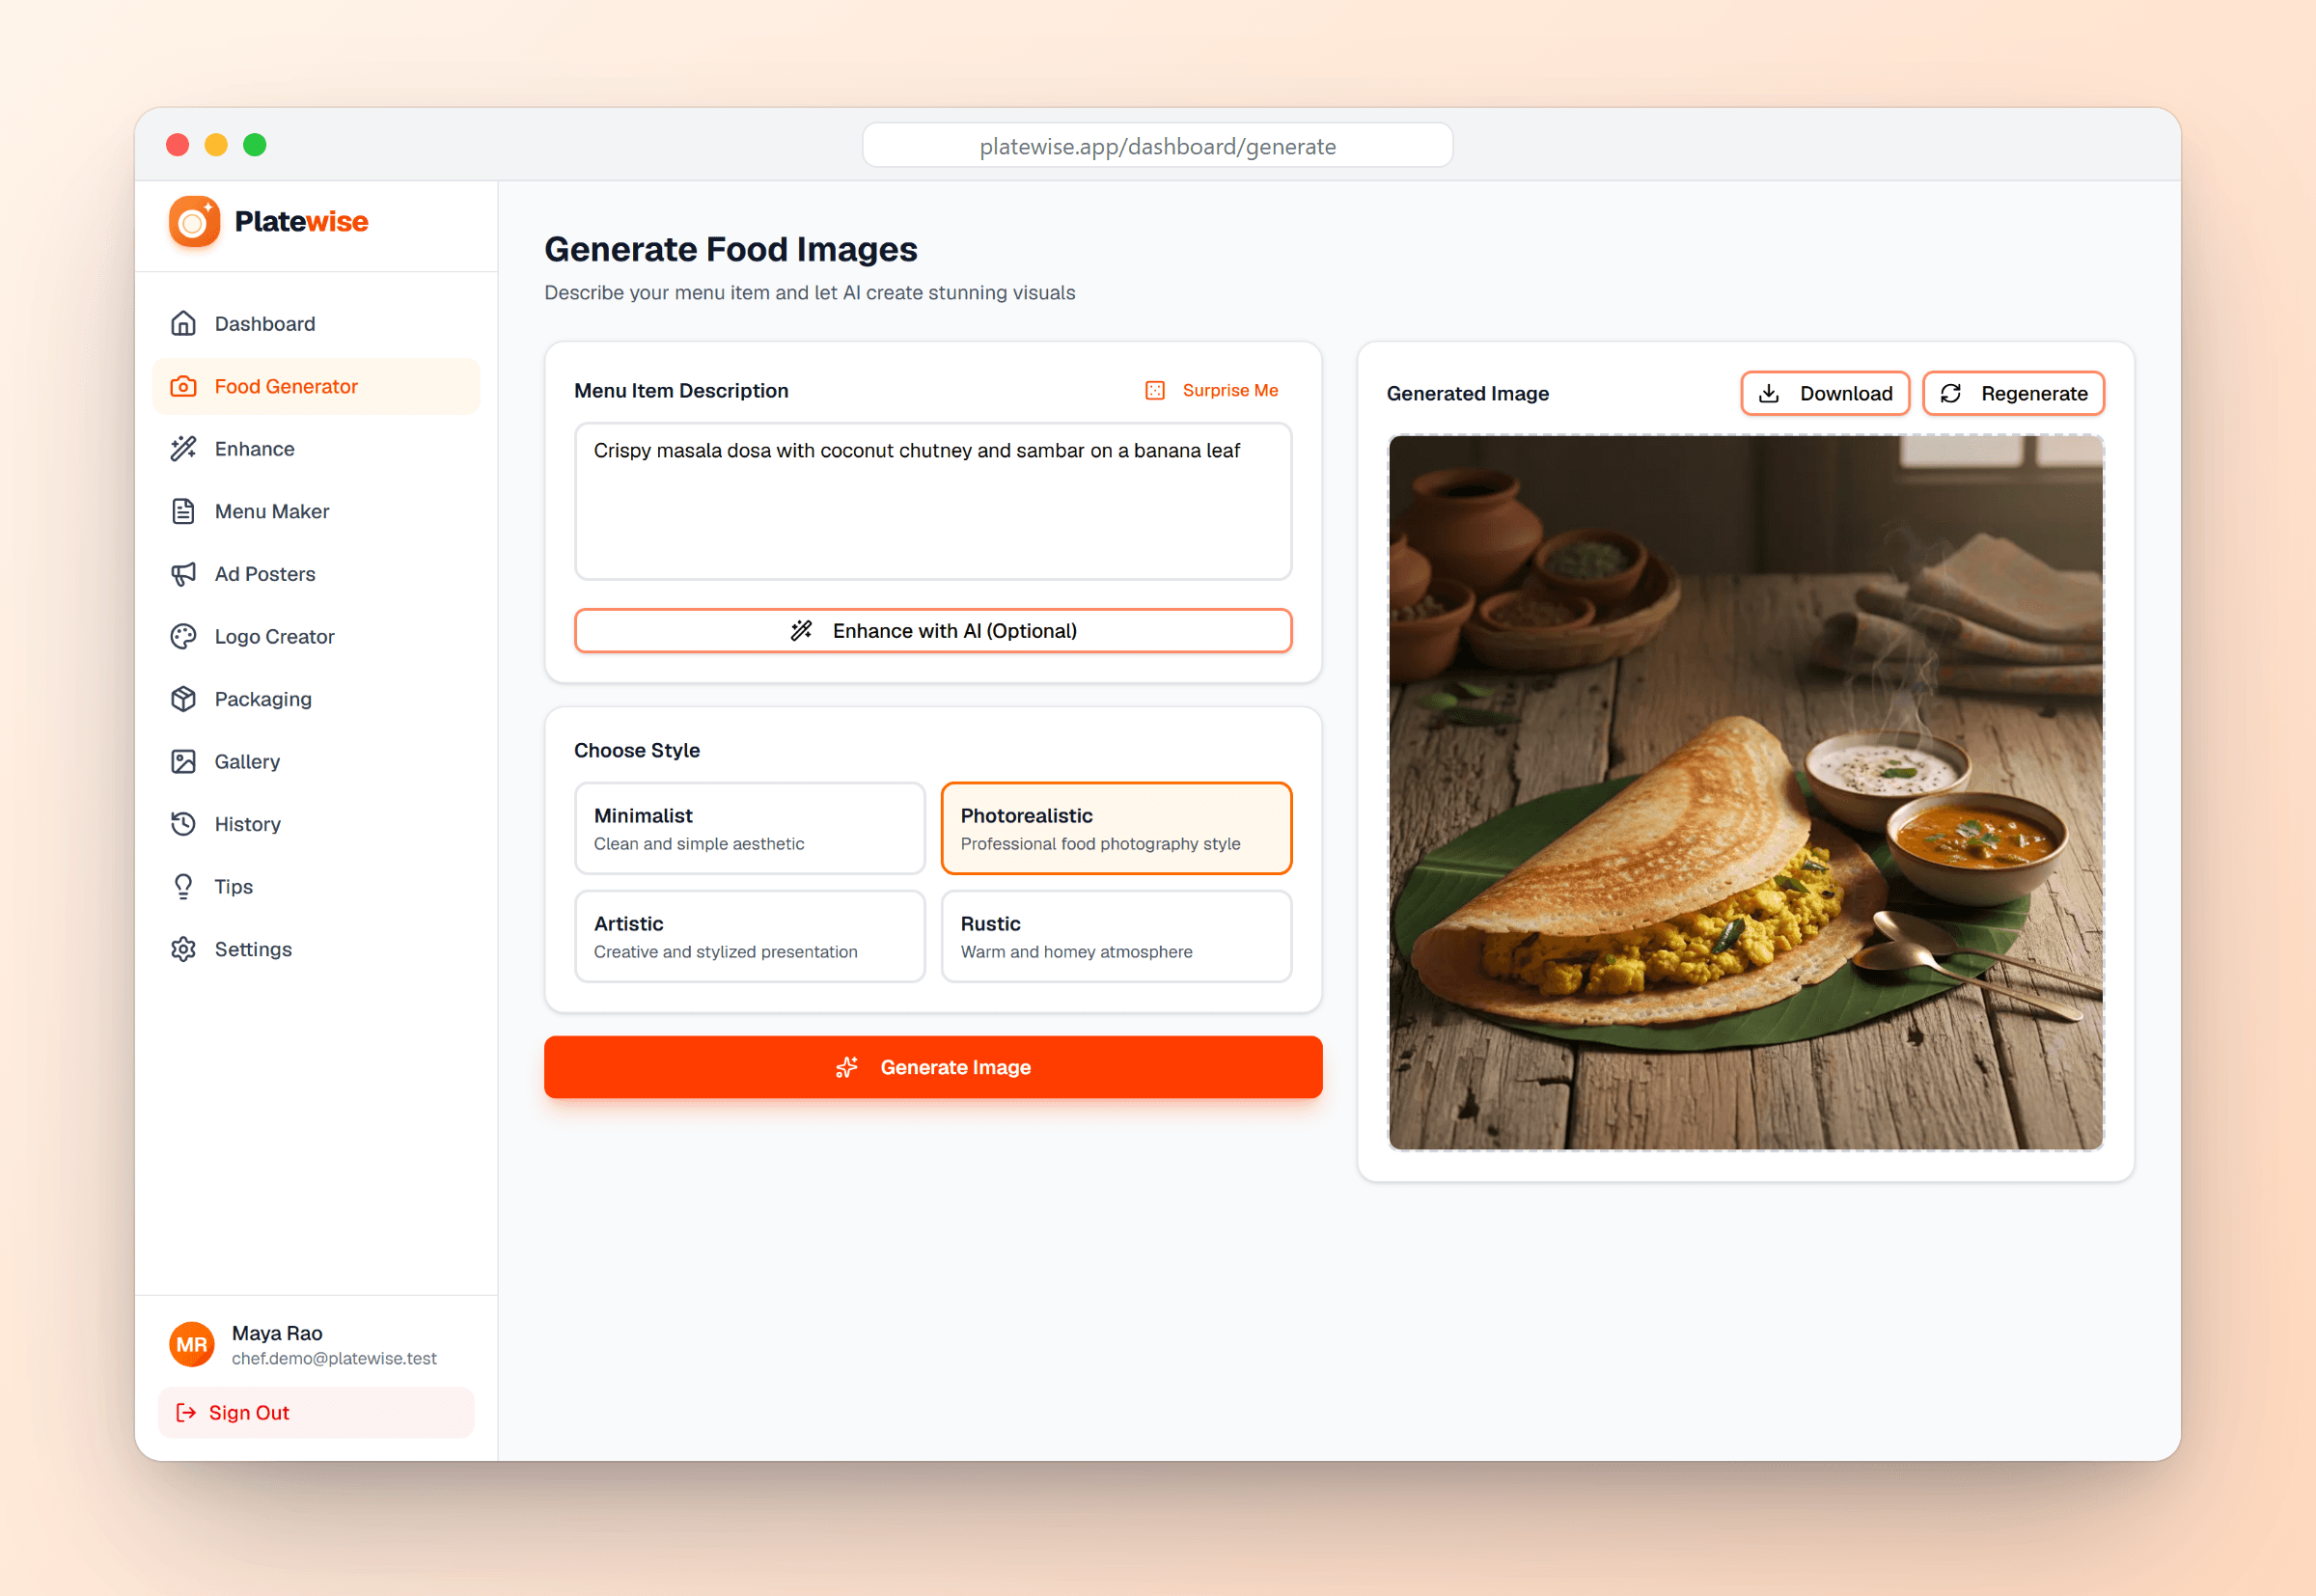 platewise.app/dashboard/generate
Platewise
Dashboard
Food Generator
Enhance
Menu Maker
Ad Posters
Logo Creator
Packaging
Gallery
History
Tips
Settings
MR
Maya Rao
chef.demo@platewise.test
Sign Out
Generate Food Images
Describe your menu item and let AI create stunning visuals
Menu Item Description
Surprise Me
Crispy masala dosa with coconut chutney and sambar on a banana leaf
Enhance with AI (Optional)
Choose Style
Minimalist
Clean and simple aesthetic
Photorealistic
Professional food photography style
Artistic
Creative and stylized presentation
Rustic
Warm and homey atmosphere
Generate Image
Generated Image
Download
Regenerate